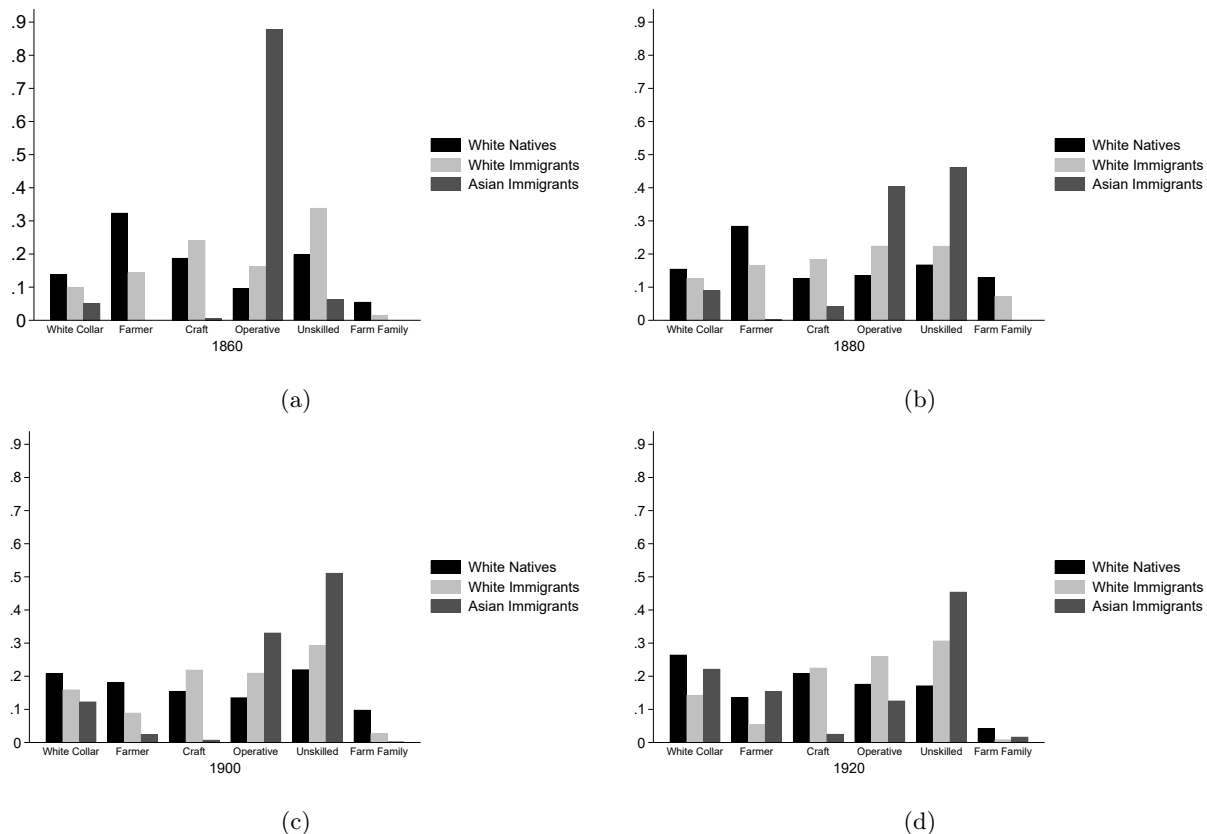 .9
.8
.7
.6
.5
.4
.3
.2
.1
0
White Collar Farmer Craft Operative Unskilled Farm Family
1860
White Natives
White Immigrants
Asian Immigrants
(a)
.9
.8
.7
.6
.5
.4
.3
.2
.1
0
White Collar Farmer Craft Operative Unskilled Farm Family
1880
White Natives
White Immigrants
Asian Immigrants
(b)
.9
.8
.7
.6
.5
.4
.3
.2
.1
0
White Collar Farmer Craft Operative Unskilled Farm Family
1900
White Natives
White Immigrants
Asian Immigrants
(c)
.9
.8
.7
.6
.5
.4
.3
.2
.1
0
White Collar Farmer Craft Operative Unskilled Farm Family
1920
White Natives
White Immigrants
Asian Immigrants
(d)